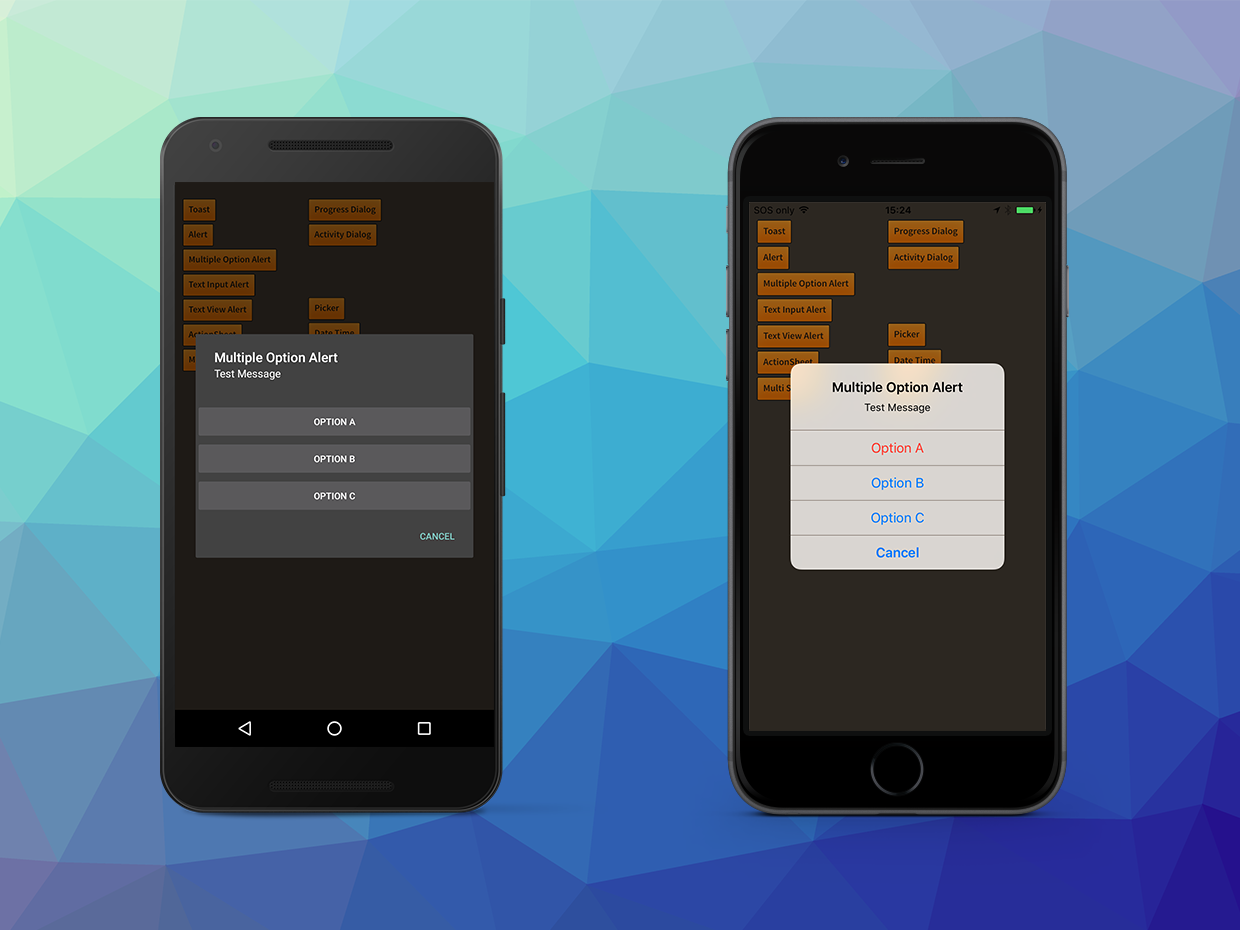 Toast
Progress Dialog
Alert
Activity Dialog
Multiple Option Alert
Text Input Alert
Text View Alert
Picker
ActionSheet
Date Time
M
Multiple Option Alert
Test Message
OPTION A
OPTION B
OPTION C
CANCEL
SOS only
15:24
Toast
Progress Dialog
Alert
Activity Dialog
Multiple Option Alert
Text Input Alert
Text View Alert
Picker
ActionSheet
Date Time
Multi S
Multiple Option Alert
Test Message
Option A
Option B
Option C
Cancel